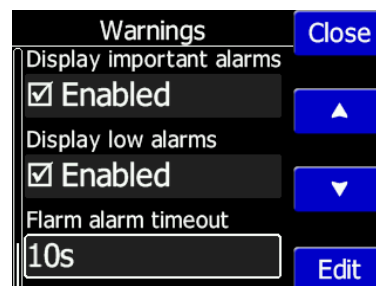 Warnings
Close
Display important alarms
Enabled
Display low alarms
Enabled
Flarm alarm timeout
10s
Edit